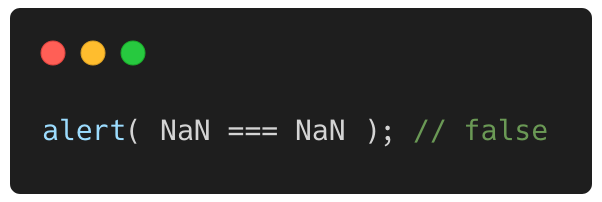 alert( NaN === NaN ); // false